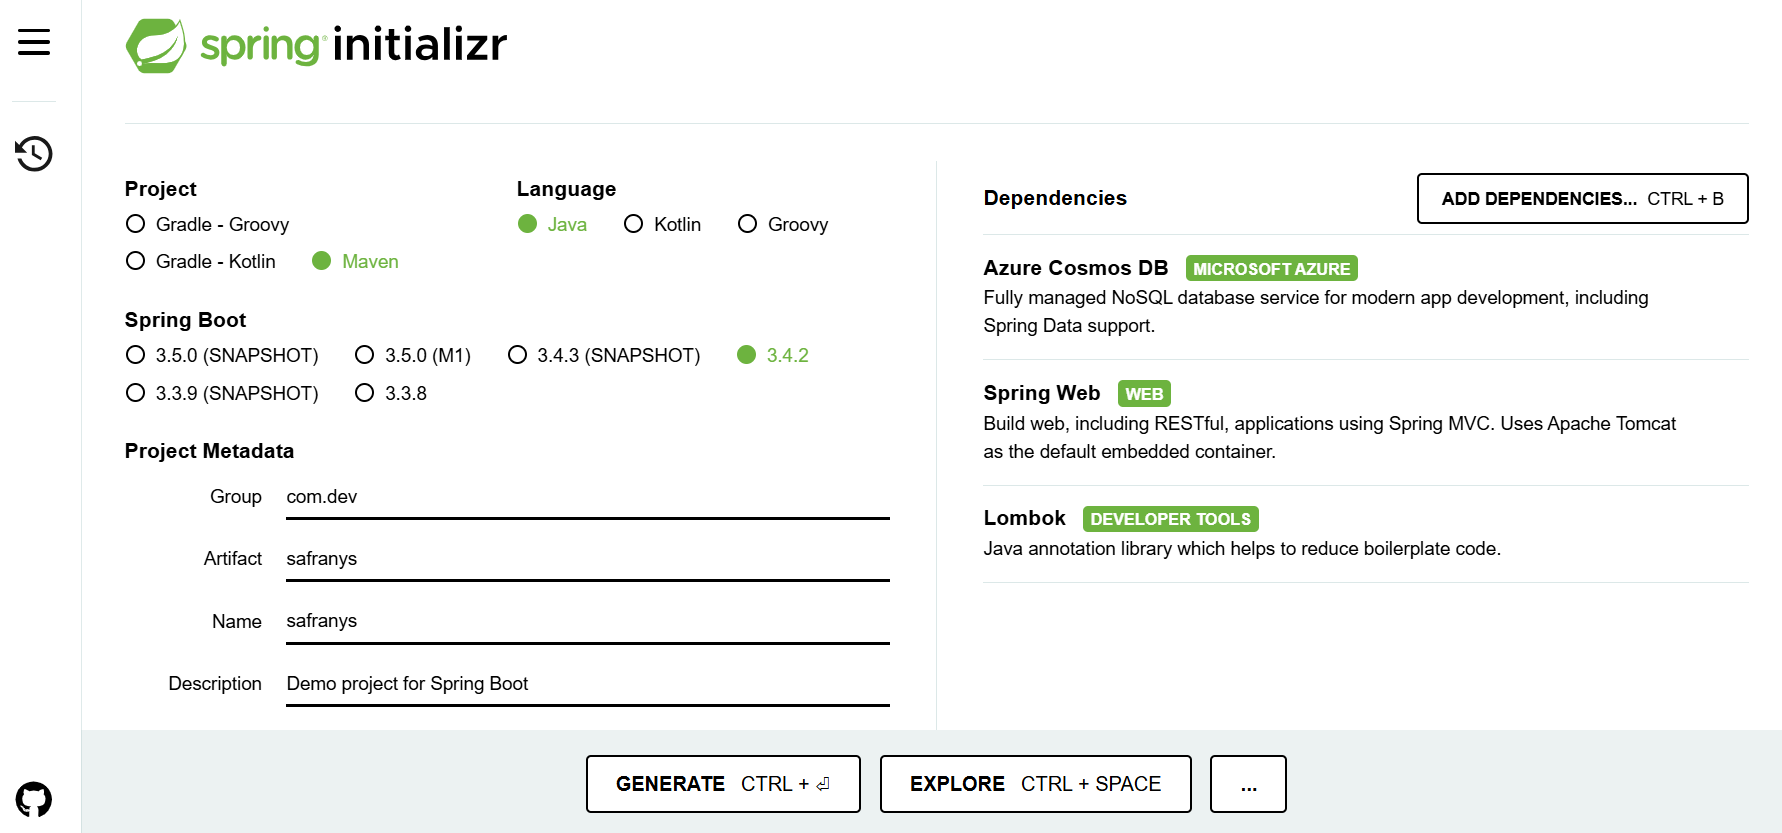 spring initializr
Project
Gradle - Groovy
Gradle - Kotlin Maven
Language
Java Kotlin Groovy
Spring Boot
3.5.0 (SNAPSHOT) 3.5.0 (M1) 3.4.3 (SNAPSHOT) 3.4.2
3.3.9 (SNAPSHOT) 3.3.8
Project Metadata
Group com.dev
Artifact safranys
Name safranys
Description Demo project for Spring Boot
Dependencies
ADD DEPENDENCIES... CTRL + B
Azure Cosmos DB MICROSOFT AZURE
Fully managed NoSQL database service for modern app development, including
Spring Data support.
Spring Web WEB
Build web, including RESTful, applications using Spring MVC. Uses Apache Tomcat
as the default embedded container.
Lombok DEVELOPER TOOLS
Java annotation library which helps to reduce boilerplate code.
GENERATE CTRL + ⏎
EXPLORE CTRL + SPACE
...